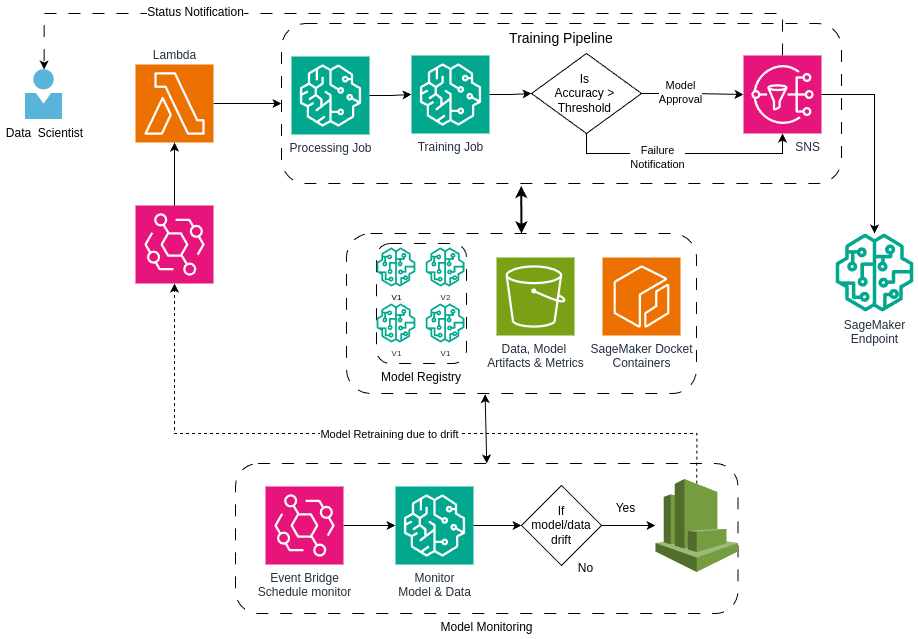 Status Notification
Training Pipeline
Lambda
Data Scientist
Is
Accuracy >
Threshold
Model
Approval
Processing Job
Training Job
Failure
Notification
SNS
V1
V2
V1
V1
Model Registry
Data, Model
Artifacts & Metrics
SageMaker Docket
Containers
SageMaker
Endpoint
Model Retraining due to drift
Event Bridge
Schedule monitor
Monitor
Model & Data
If
model/data
drift
Yes
No
Model Monitoring